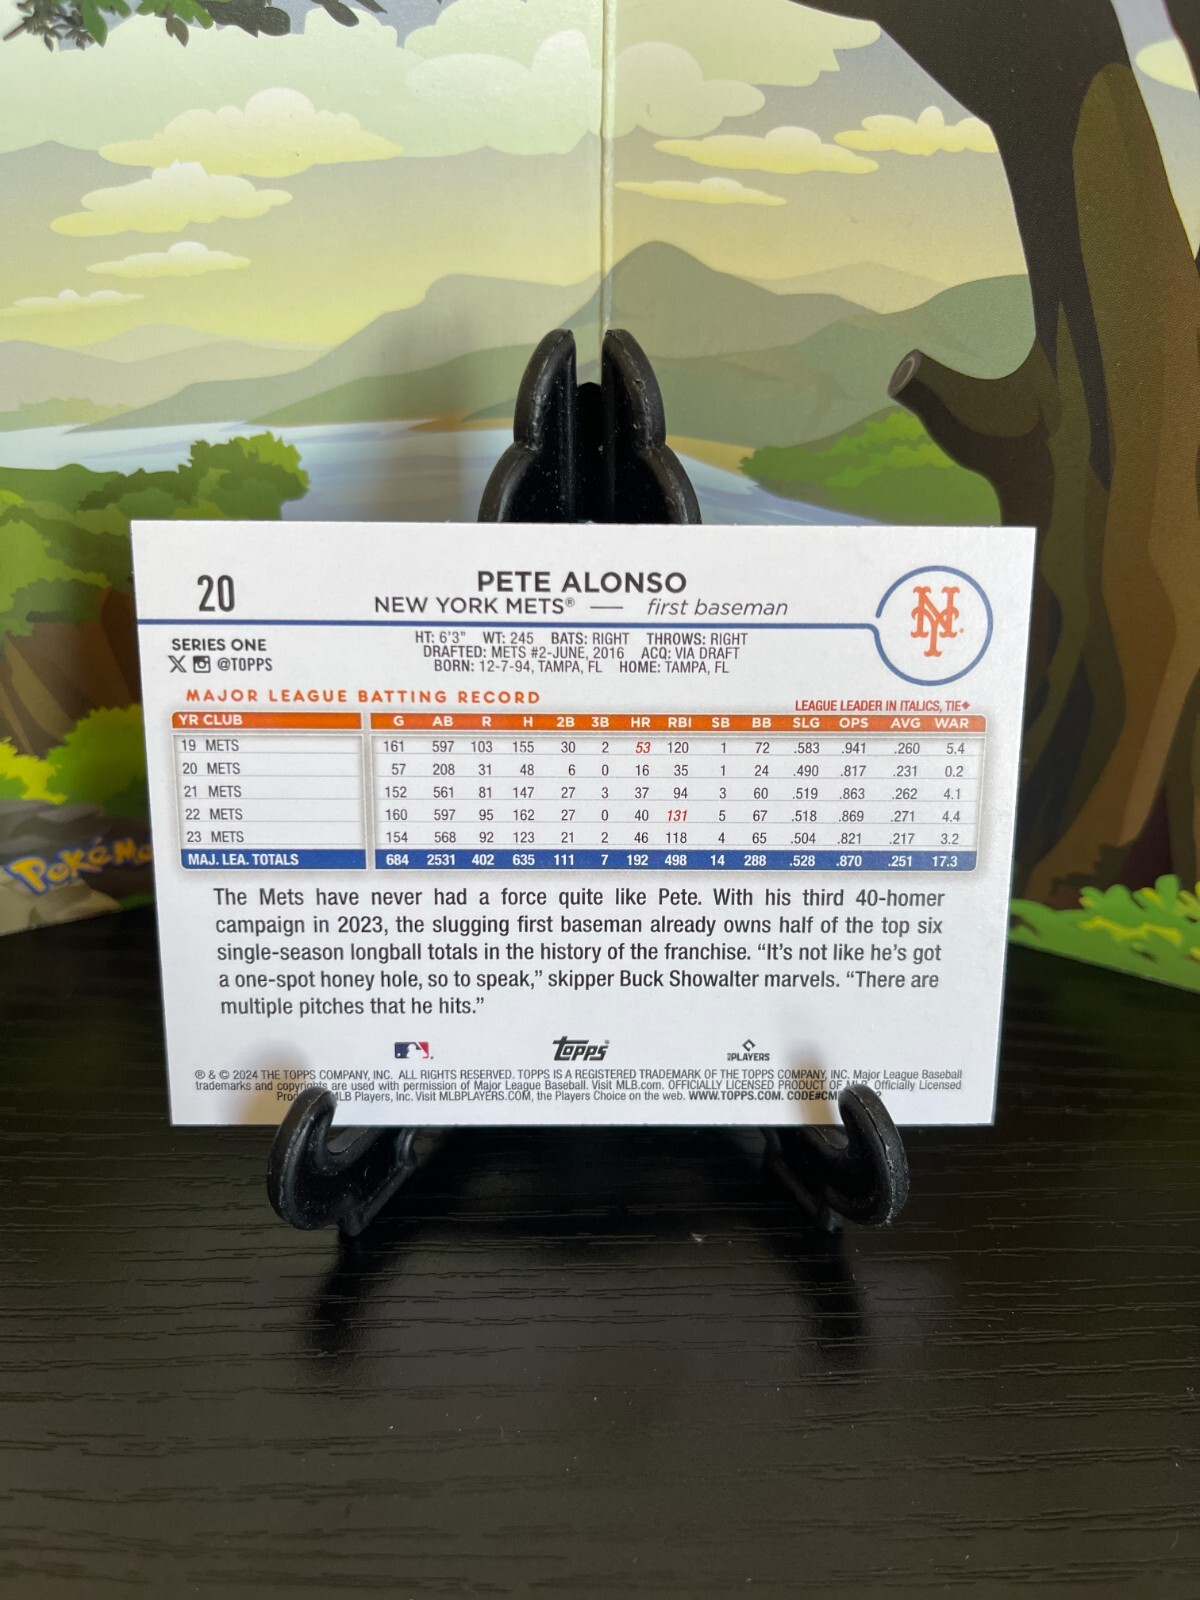 20
PETE ALONSO
NEW YORK METS® — first baseman
SERIES ONE
@TOPPS
HT: 6'3" WT: 245 BATS: RIGHT THROWS: RIGHT
DRAFTED: METS #2-JUNE, 2016 ACQ: VIA DRAFT
BORN: 12-7-94, TAMPA, FL HOME: TAMPA, FL
NY
MAJOR LEAGUE BATTING RECORD
LEAGUE LEADER IN ITALICS, TIE◆
YR CLUB G AB R H 2B 3B HR RBI SB BB SLG OPS AVG WAR
19 METS 161 597 103 155 30 2 53 120 1 72 .583 .941 .260 5.4
20 METS 57 208 31 48 6 0 16 35 1 24 .490 .817 .231 0.2
21 METS 152 561 81 147 27 3 37 94 3 60 .519 .863 .262 4.1
22 METS 160 597 95 162 27 0 40 131 5 67 .518 .869 .271 4.4
23 METS 154 568 92 123 21 2 46 118 4 65 .504 .821 .217 3.2
MAJ. LEA. TOTALS 684 2531 402 635 111 7 192 498 14 288 .528 .870 .251 17.3
The Mets have never had a force quite like Pete. With his third 40-homer
campaign in 2023, the slugging first baseman already owns half of the top six
single-season longball totals in the history of the franchise. “It’s not like he’s got
a one-spot honey hole, so to speak,” skipper Buck Showalter marvels. “There are
multiple pitches that he hits.”
Topps®
PLAYERS
® & © 2024 THE TOPPS COMPANY, INC. ALL RIGHTS RESERVED. TOPPS IS A REGISTERED TRADEMARK OF THE TOPPS COMPANY, INC. Major League Baseball
trademarks and copyrights are used with permission of Major League Baseball. Visit MLB.com. OFFICIALLY LICENSED PRODUCT OF MLB Officially Licensed
MLB Players, Inc. Visit MLBPLAYERS.COM, the Players Choice on the web. WWW.TOPPS.COM. CODE#CM
POKéM